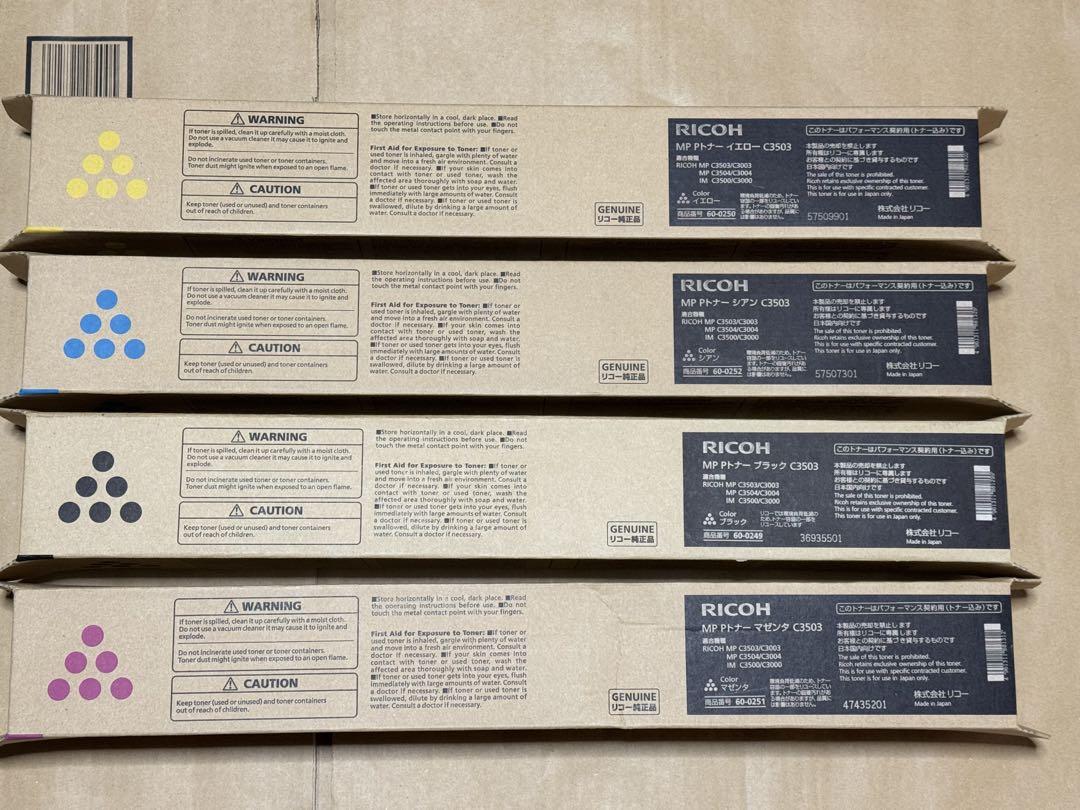 WARNING
If toner is spilled, clean it up carefully with a moist cloth.
Do not use a vacuum cleaner it may cause it to ignite and
explode.
Do not incinerate used toner or toner containers.
Toner dust might ignite when exposed to an open flame.
CAUTION
Keep toner (used or unused) and toner containers
out of reach of children.
■Store horizontally in a cool, dark place. ■Read
the operating instructions before use. ■Do not
touch the metal contact point with your fingers.
First Aid for Exposure to Toner: ■If toner or
used toner is inhaled, gargle with plenty of water
and move into a fresh air environment. Consult a
doctor if necessary. ■If your skin comes into
contact with toner or used toner, wash the
affected area thoroughly with soap and water.
■If toner or used toner gets into your eyes, flush
immediately with large amounts of water. Consult
a doctor if necessary. ■If toner or used toner is
swallowed, dilute by drinking a large amount of
water. Consult a doctor if necessary.
GENUINE
リコー純正品
RICOH
MP Pトナー イエロー C3503
適合機種
RICOH MP C3503/C3003
MP C3504/C3004
IM C3500/C3000
Color
イエロー
商品番号 60-0250
このトナーはパフォーマンス契約用(トナー込み)です
本製品の売却を禁止します
所有権はリコーに専属します
お客様との契約に基づき貸与するものです
日本国内向けです
The sale of this toner is prohibited.
Ricoh retains exclusive ownership of this toner.
This is for use with specific contracted customer.
This toner is for use in Japan only.
57509901
株式会社リコー
Made in Japan
WARNING
If toner is spilled, clean it up carefully with a moist cloth.
Do not use a vacuum cleaner it may cause it to ignite and
explode.
Do not incinerate used toner or toner containers.
Toner dust might ignite when exposed to an open flame.
CAUTION
Keep toner (used or unused) and toner containers
out of reach of children.
■Store horizontally in a cool, dark place. ■Read
the operating instructions before use. ■Do not
touch the metal contact point with your fingers.
First Aid for Exposure to Toner: ■If toner or
used toner is inhaled, gargle with plenty of water
and move into a fresh air environment. Consult a
doctor if necessary. ■If your skin comes into
contact with toner or used toner, wash the
affected area thoroughly with soap and water.
■If toner or used toner gets into your eyes, flush
immediately with large amounts of water. Consult
a doctor if necessary. ■If toner or used toner is
swallowed, dilute by drinking a large amount of
water. Consult a doctor if necessary.
GENUINE
リコー純正品
RICOH
MP Pトナー シアン C3503
適合機種
RICOH MP C3503/C3003
MP C3504/C3004
IM C3500/C3000
Color
シアン
商品番号 60-0252
このトナーはパフォーマンス契約用(トナー込み)です
本製品の売却を禁止します
所有権はリコーに専属します
お客様との契約に基づき貸与するものです
日本国内向けです
The sale of this toner is prohibited.
Ricoh retains exclusive ownership of this toner.
This is for use with specific contracted customer.
This toner is for use in Japan only.
57507301
株式会社リコー
Made in Japan
WARNING
If toner is spilled, clean it up carefully with a moist cloth.
Do not use a vacuum cleaner it may cause it to ignite and
explode.
Do not incinerate used toner or toner containers.
Toner dust might ignite when exposed to an open flame.
CAUTION
Keep toner (used or unused) and toner containers
out of reach of children.
■Store horizontally in a cool, dark place. ■Read
the operating instructions before use. ■Do not
touch the metal contact point with your fingers.
First Aid for Exposure to Toner: ■If toner or
used toner is inhaled, gargle with plenty of water
and move into a fresh air environment. Consult a
doctor if necessary. ■If your skin comes into
contact with toner or used toner, wash the
affected area thoroughly with soap and water.
■If toner or used toner gets into your eyes, flush
immediately with large amounts of water. Consult
a doctor if necessary. ■If toner or used toner is
swallowed, dilute by drinking a large amount of
water. Consult a doctor if necessary.
GENUINE
リコー純正品
RICOH
MP Pトナー ブラック C3503
適合機種
RICOH MP C3503/C3003
MP C3504/C3004
IM C3500/C3000
Color
ブラック
商品番号 60-0249
このトナーはパフォーマンス契約用(トナー込み)です
本製品の売却を禁止します
所有権はリコーに専属します
お客様との契約に基づき貸与するものです
日本国内向けです
The sale of this toner is prohibited.
Ricoh retains exclusive ownership of this toner.
This is for use with specific contracted customer.
This toner is for use in Japan only.
36935501
株式会社リコー
Made in Japan
WARNING
If toner is spilled, clean it up carefully with a moist cloth.
Do not use a vacuum cleaner it may cause it to ignite and
explode.
Do not incinerate used toner or toner containers.
Toner dust might ignite when exposed to an open flame.
CAUTION
Keep toner (used or unused) and toner containers
out of reach of children.
■Store horizontally in a cool, dark place. ■Read
the operating instructions before use. ■Do not
touch the metal contact point with your fingers.
First Aid for Exposure to Toner: ■If toner or
used toner is inhaled, gargle with plenty of water
and move into a fresh air environment. Consult a
doctor if necessary. ■If your skin comes into
contact with toner or used toner, wash the
affected area thoroughly with soap and water.
■If toner or used toner gets into your eyes, flush
immediately with large amounts of water. Consult
a doctor if necessary. ■If toner or used toner is
swallowed, dilute by drinking a large amount of
water. Consult a doctor if necessary.
GENUINE
リコー純正品
RICOH
MP Pトナー マゼンタ C3503
適合機種
RICOH MP C3503/C3003
MP C3504/C3004
IM C3500/C3000
Color
マゼンタ
商品番号 60-0251
このトナーはパフォーマンス契約用(トナー込み)です
本製品の売却を禁止します
所有権はリコーに専属します
お客様との契約に基づき貸与するものです
日本国内向けです
The sale of this toner is prohibited.
Ricoh retains exclusive ownership of this toner.
This is for use with specific contracted customer.
This toner is for use in Japan only.
47435201
株式会社リコー
Made in Japan